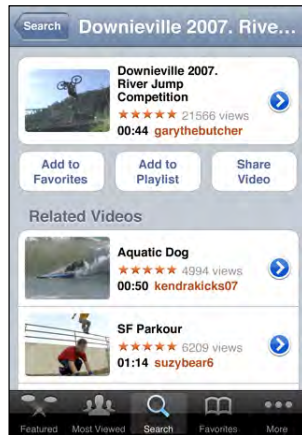 Search
Downieville 2007. Rive...
Downieville 2007.
River Jump
Competition
21566 views
00:44 garythebutcher
Add to
Favorites
Add to
Playlist
Share
Video
Related Videos
Aquatic Dog
4994 views
00:50 kendrakicks07
SF Parkour
6209 views
01:14 suzybear6
Featured
Most Viewed
Search
Favorites
More